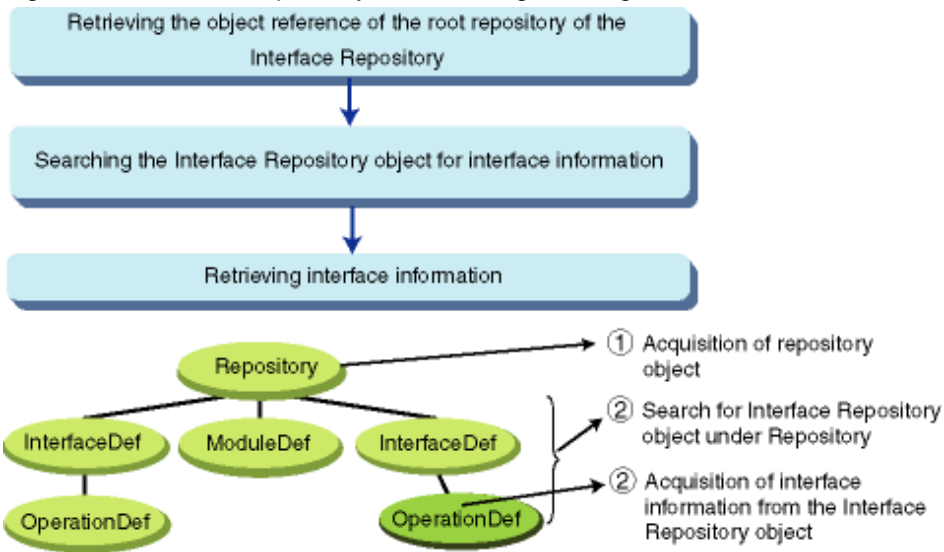 Retrieving the object reference of the root repository of the
Interface Repository
Searching the Interface Repository object for interface information
Retrieving interface information
Repository
① Acquisition of repository
object
InterfaceDef
ModuleDef
InterfaceDef
② Search for Interface Repository
object under Repository
OperationDef
OperationDef
② Acquisition of interface
information from the Interface
Repository object